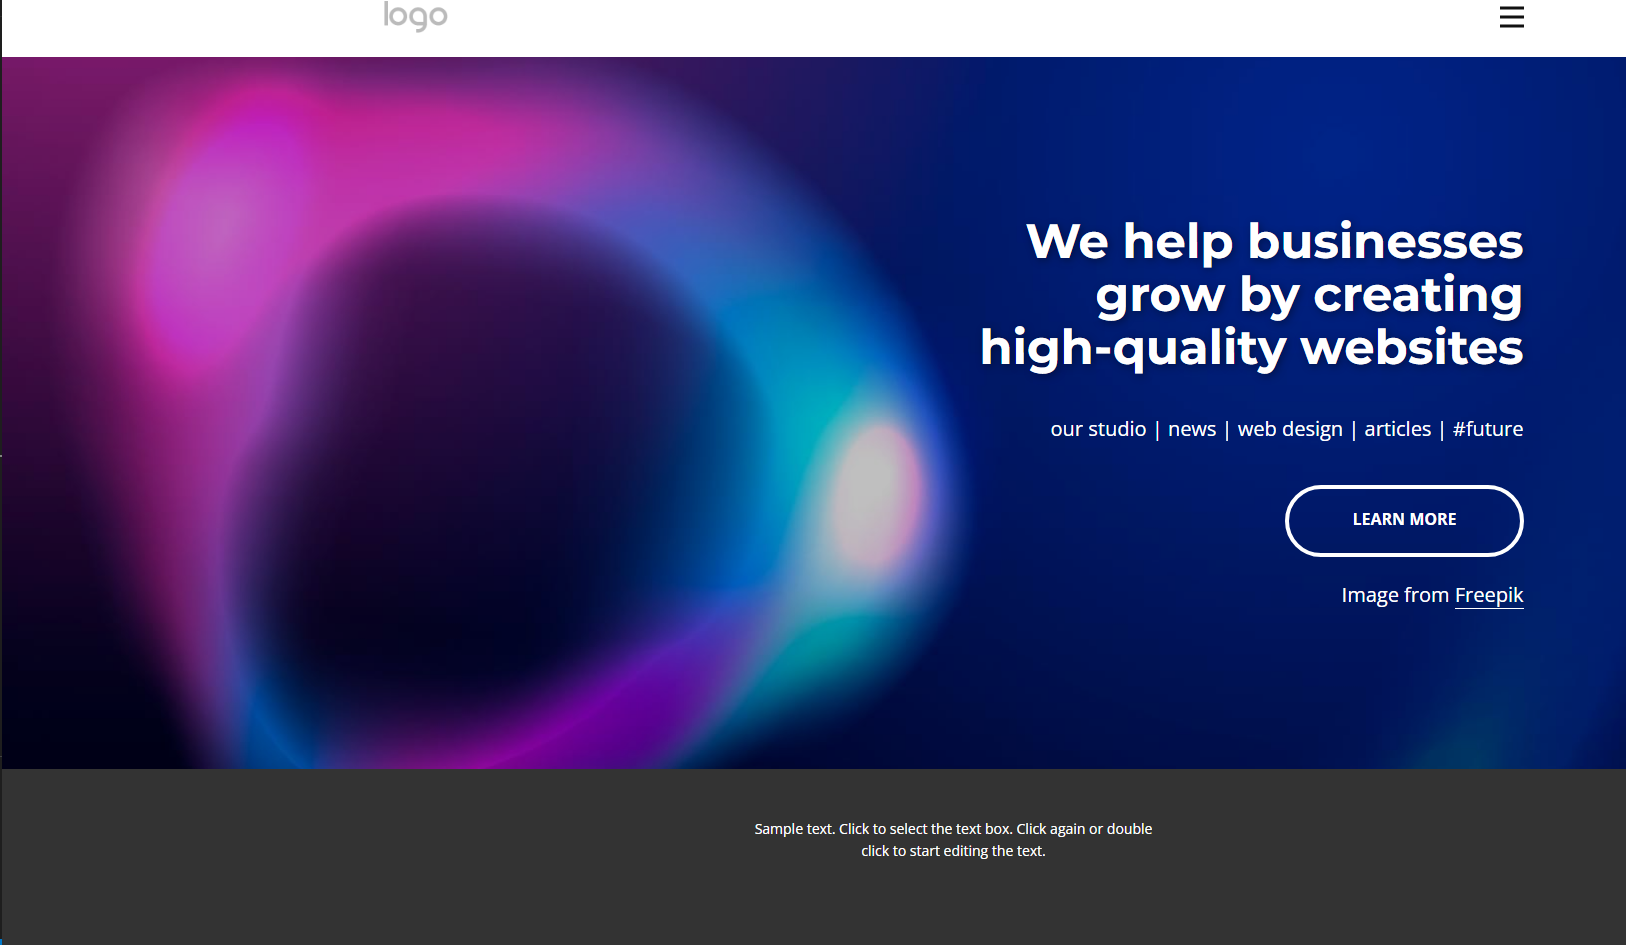 logo
We help businesses
grow by creating
high-quality websites
our studio | news | web design | articles | #future
LEARN MORE
Image from Freepik
Sample text. Click to select the text box. Click again or double
click to start editing the text.